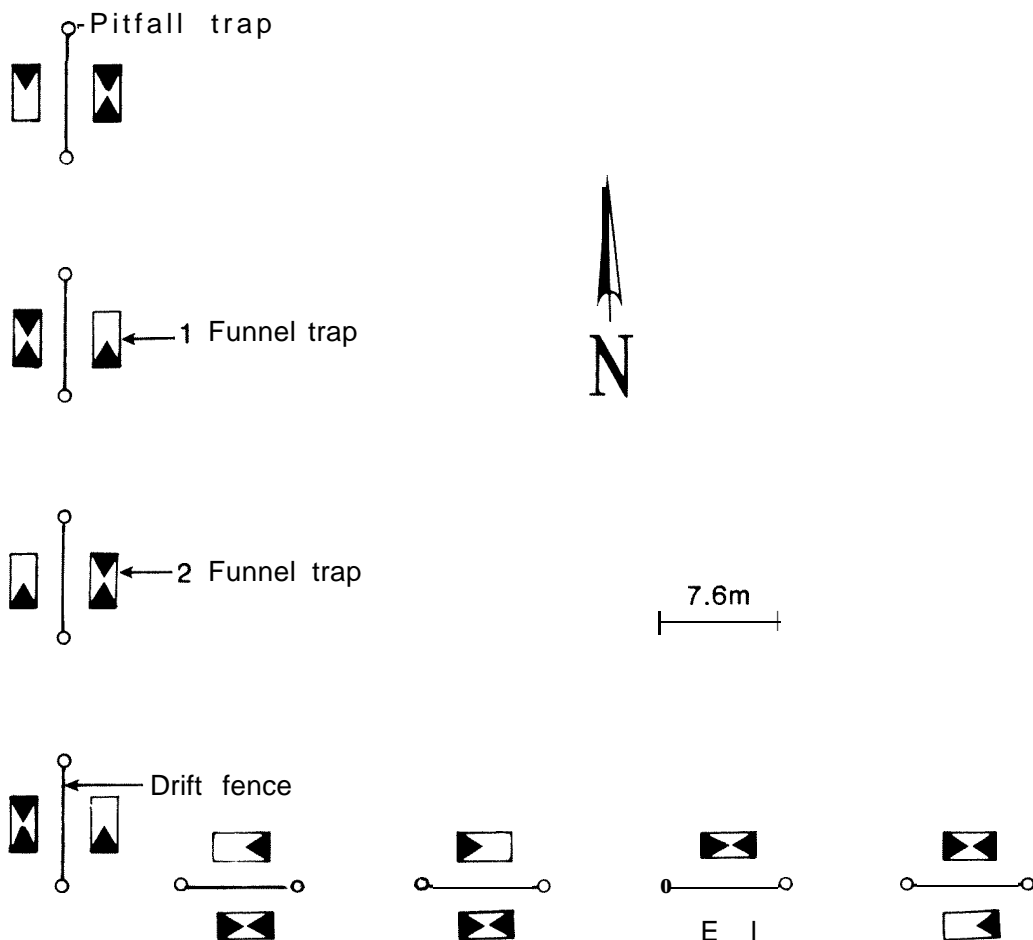 Pitfall trap
1 Funnel trap
N
2 Funnel trap
7.6m
Drift fence
E I